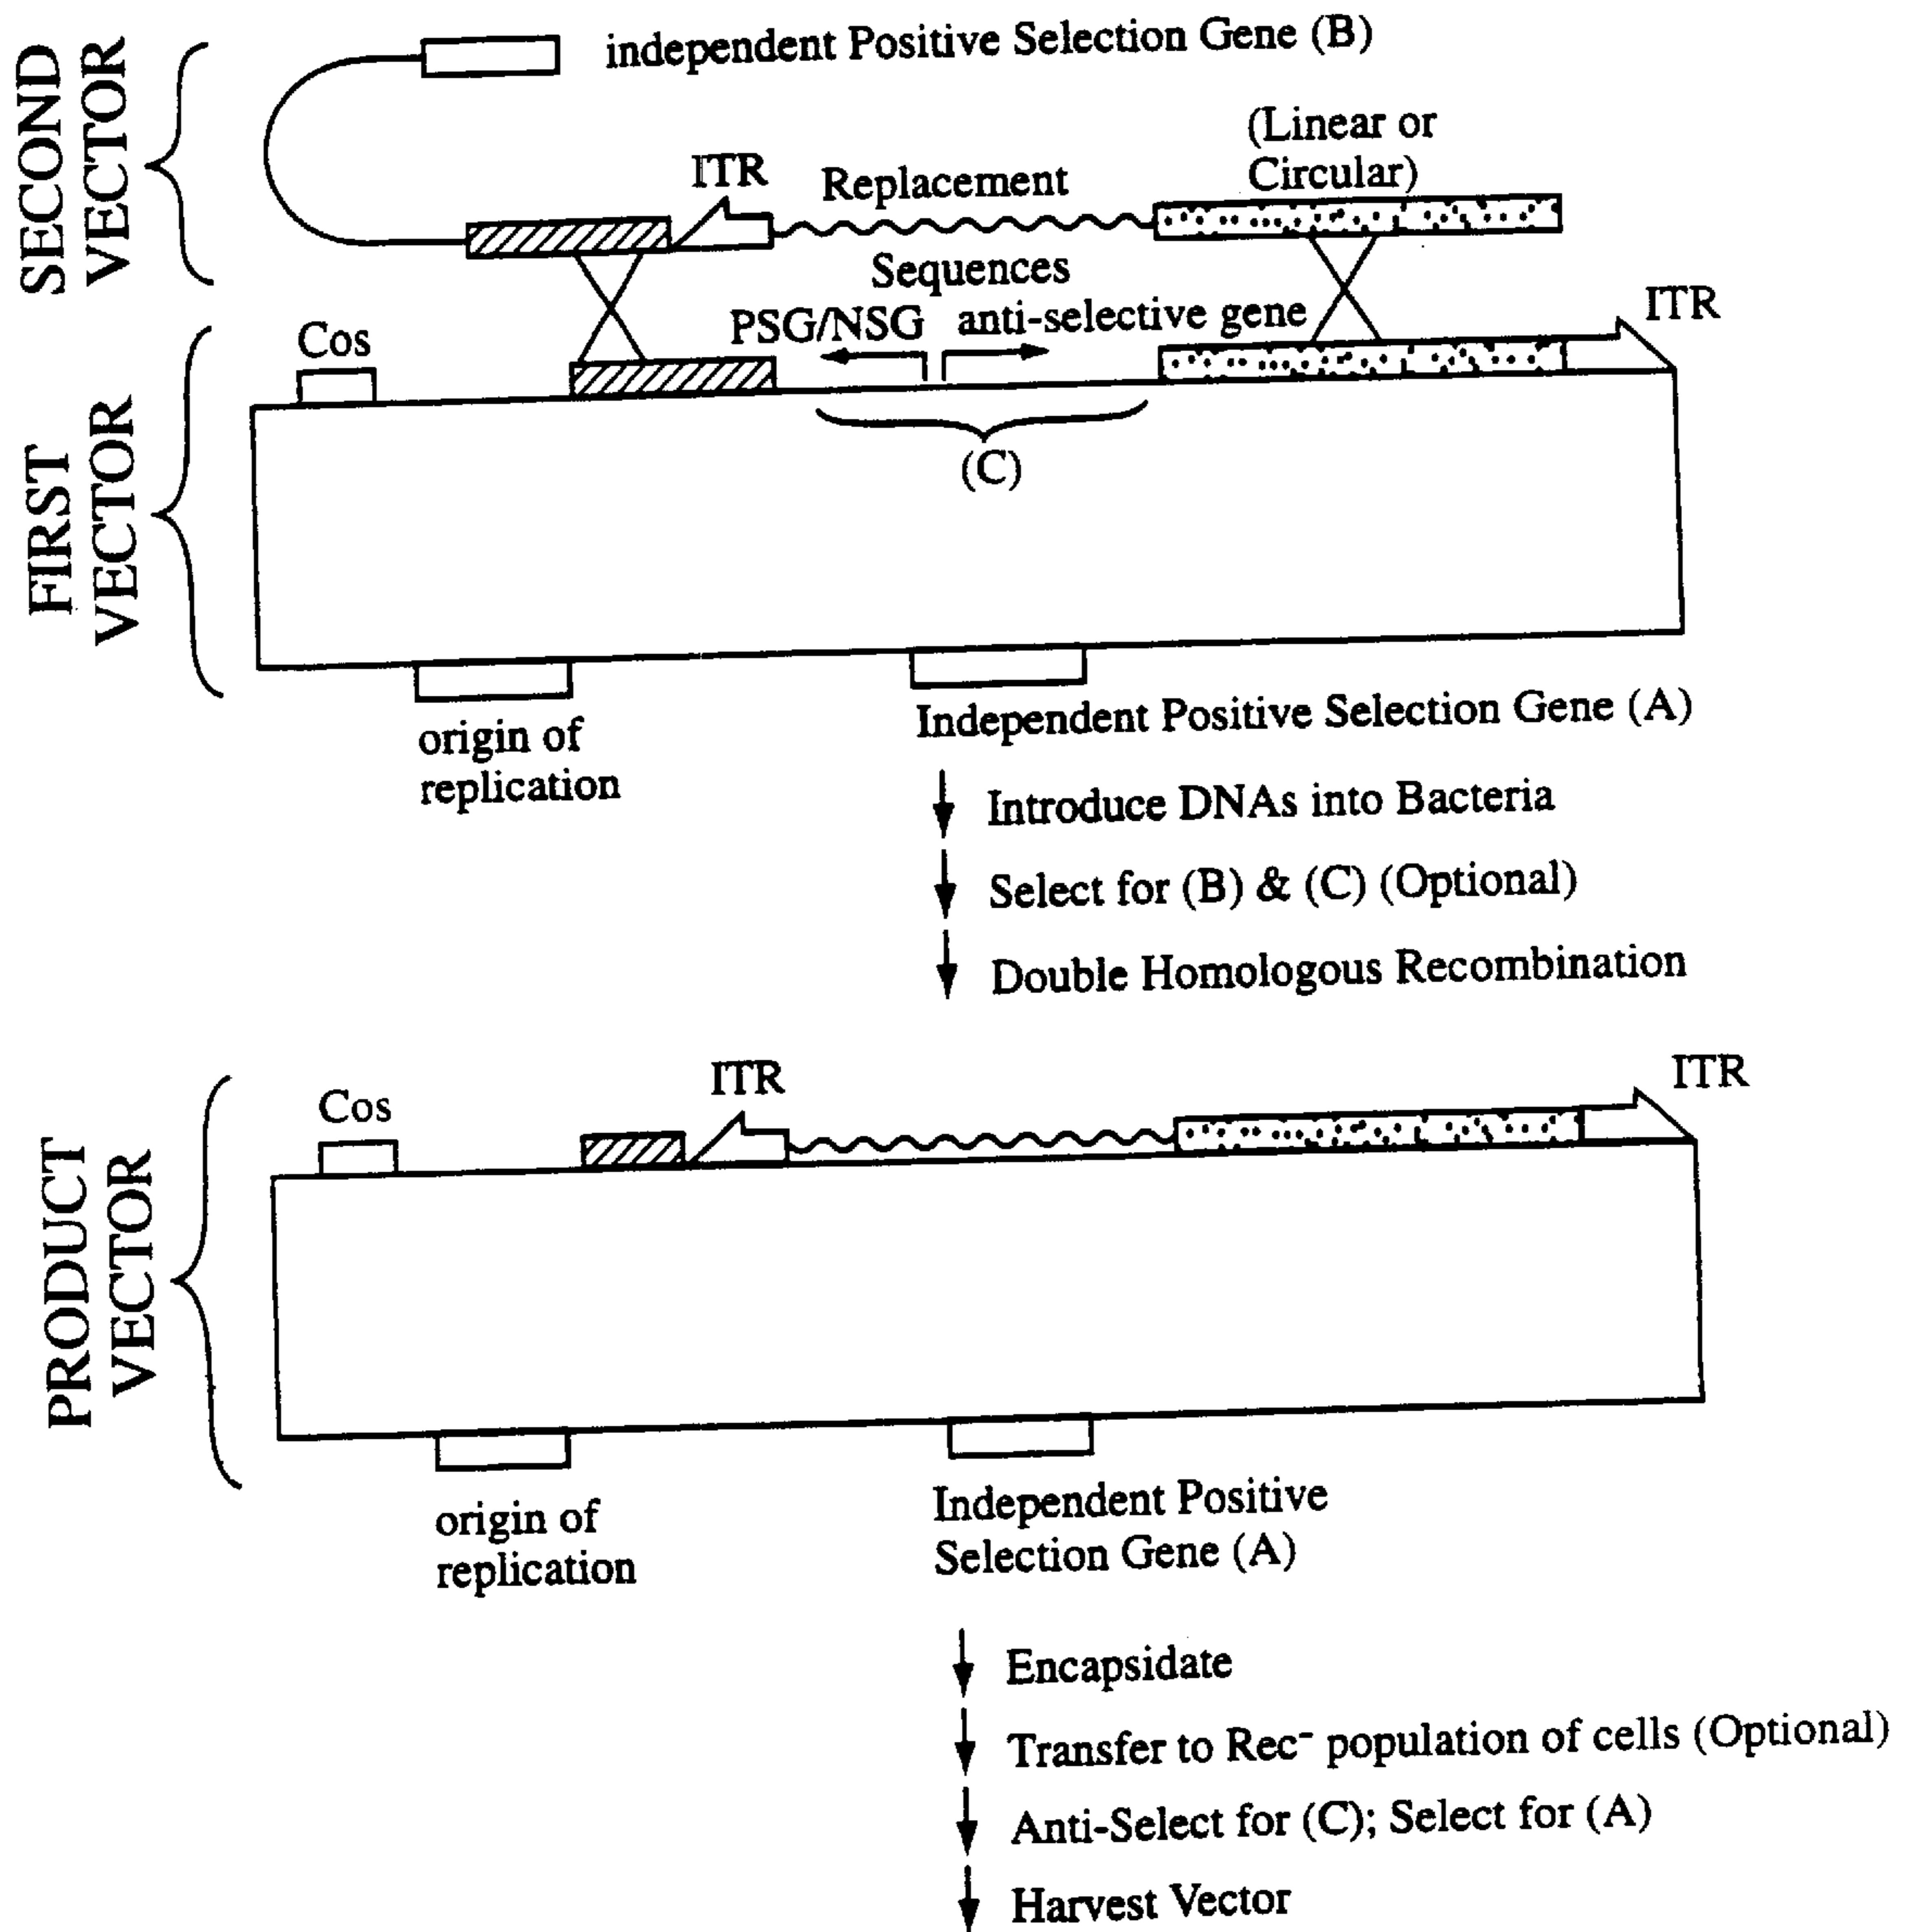 SECOND
VECTOR
independent Positive Selection Gene (B)
(Linear or
Circular)
ITR
Replacement
Sequences
PSG/NSG
anti-selective gene
ITR
Cos
FIRST
VECTOR
(C)
origin of
replication
Independent Positive Selection Gene (A)
Introduce DNAs into Bacteria
Select for (B) & (C) (Optional)
Double Homologous Recombination
PRODUCT
VECTOR
Cos
ITR
ITR
origin of
replication
Independent Positive
Selection Gene (A)
Encapsidate
Transfer to Rec⁻ population of cells (Optional)
Anti-Select for (C); Select for (A)
Harvest Vector